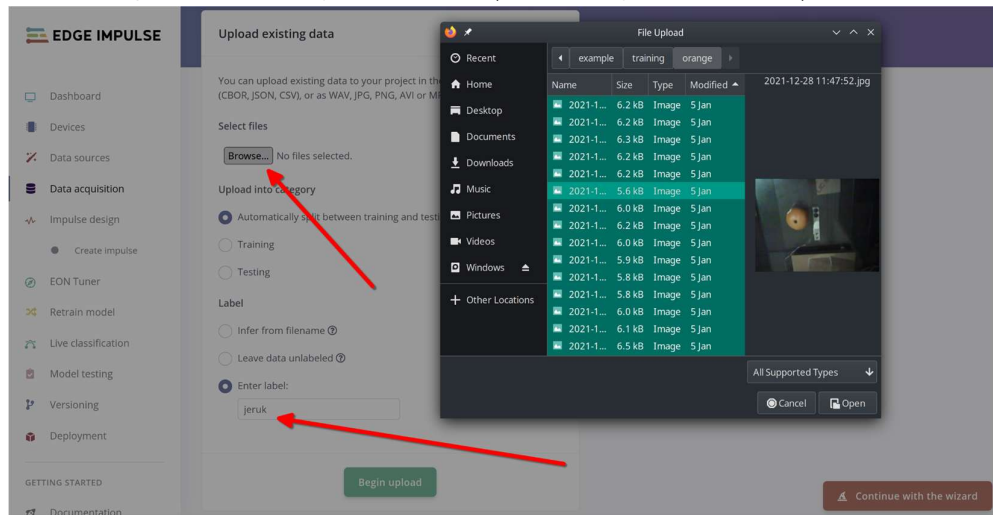 EDGE IMPULSE
Dashboard
Devices
Data sources
Data acquisition
Impulse design
Create impulse
EON Tuner
Retrain model
Live classification
Model testing
Versioning
Deployment
GETTING STARTED
Documentation
Upload existing data
You can upload existing data to your project in the
(CBOR, JSON, CSV), or as WAV, JPG, PNG, AVI or
Select files
Browse... No files selected.
Upload into category
Automatically split between training and
Training
Testing
Label
Infer from filename
Leave data unlabeled
Enter label:
jeruk
Begin upload
File Upload
Recent
Home
Desktop
Documents
Downloads
Music
Pictures
Videos
Windows
Other Locations
example training orange
Name Size Type Modified
2021-1... 6.2 kB Image 5 Jan
2021-1... 6.2 kB Image 5 Jan
2021-1... 6.3 kB Image 5 Jan
2021-1... 6.2 kB Image 5 Jan
2021-1... 6.2 kB Image 5 Jan
2021-1... 5.6 kB Image 5 Jan
2021-1... 6.0 kB Image 5 Jan
2021-1... 6.2 kB Image 5 Jan
2021-1... 6.0 kB Image 5 Jan
2021-1... 5.9 kB Image 5 Jan
2021-1... 5.8 kB Image 5 Jan
2021-1... 5.8 kB Image 5 Jan
2021-1... 6.0 kB Image 5 Jan
2021-1... 6.1 kB Image 5 Jan
2021-1... 6.5 kB Image 5 Jan
2021-12-28 11:47:52.jpg
All Supported Types
Cancel
Open
Continue with the wizard